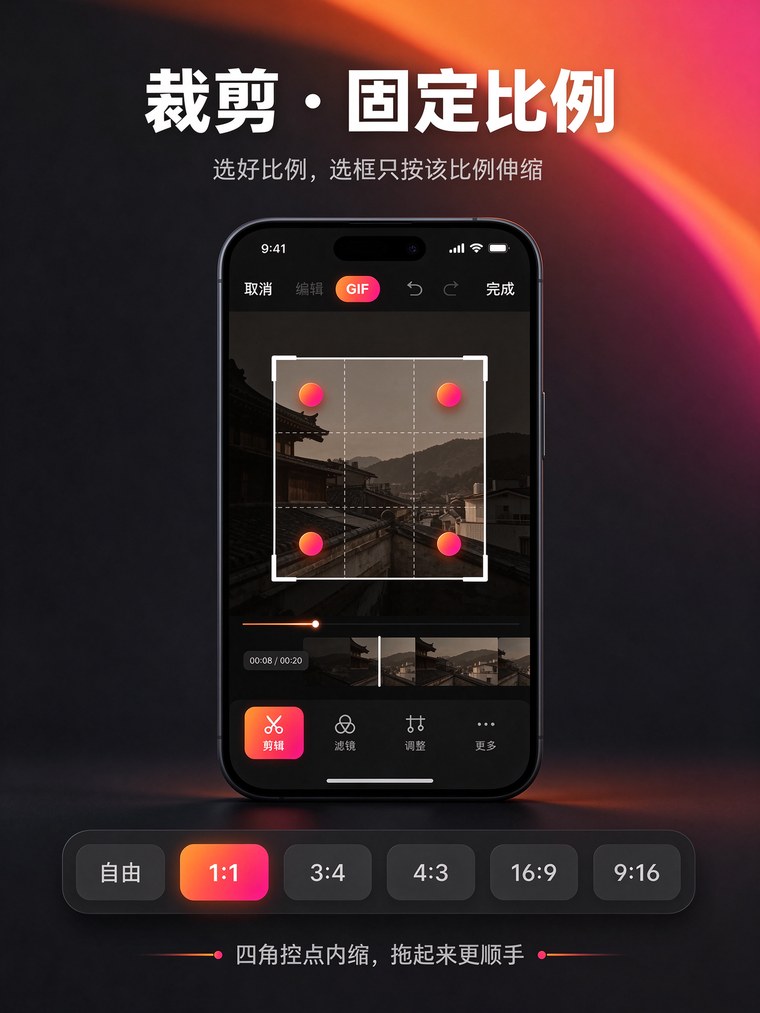 裁剪·固定比例
选好比例，选框只按该比例伸缩
9:41
取消 编辑 GIF 完成
00:08 / 00:20
剪辑 滤镜 调整 更多
自由 1:1 3:4 4:3 16:9 9:16
四角控点内缩，拖起来更顺手